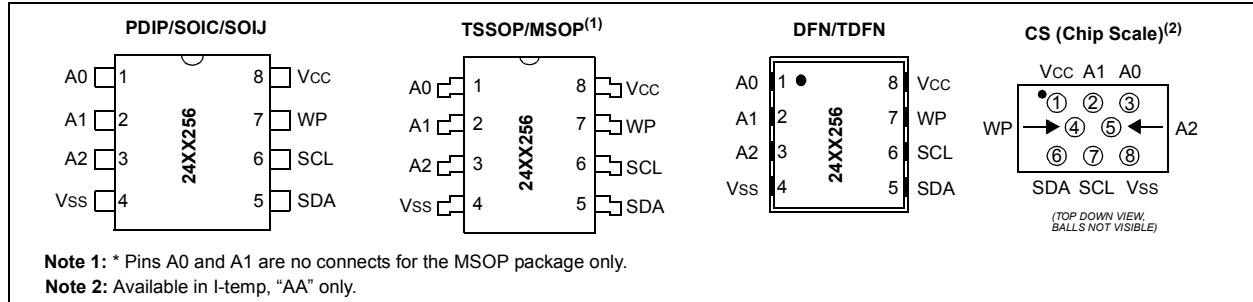 PDIP/SOIC/SOIJ
A0 1 8 VCC
A1 2 7 WP
A2 3 6 SCL
VSS 4 5 SDA
24XX256
TSSOP/MSOP(1)
A0 1 8 VCC
A1 2 7 WP
A2 3 6 SCL
VSS 4 5 SDA
24XX256
DFN/TDFN
A0 1 8 VCC
A1 2 7 WP
A2 3 6 SCL
VSS 4 5 SDA
24XX256
CS (Chip Scale)(2)
VCC A1 A0
1 2 3
WP 4 5 A2
6 7 8
SDA SCL VSS
(TOP DOWN VIEW,
BALLS NOT VISIBLE)
Note 1: * Pins A0 and A1 are no connects for the MSOP package only.
Note 2: Available in I-temp, “AA” only.